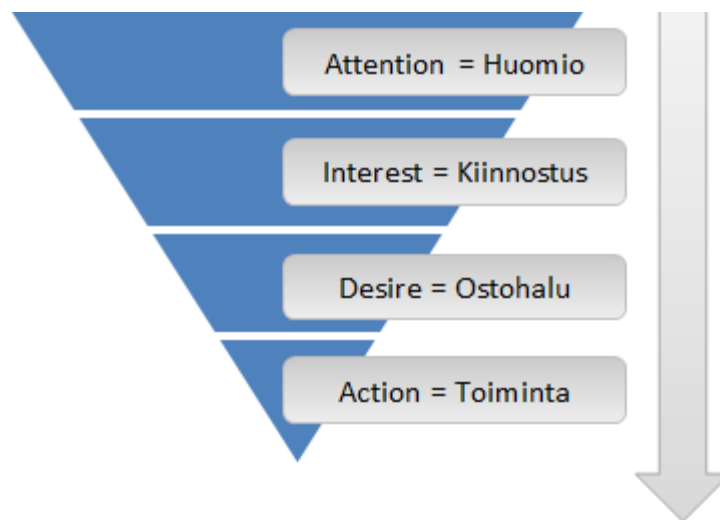 Attention = Huomio
Interest = Kiinnostus
Desire = Ostohalu
Action = Toiminta